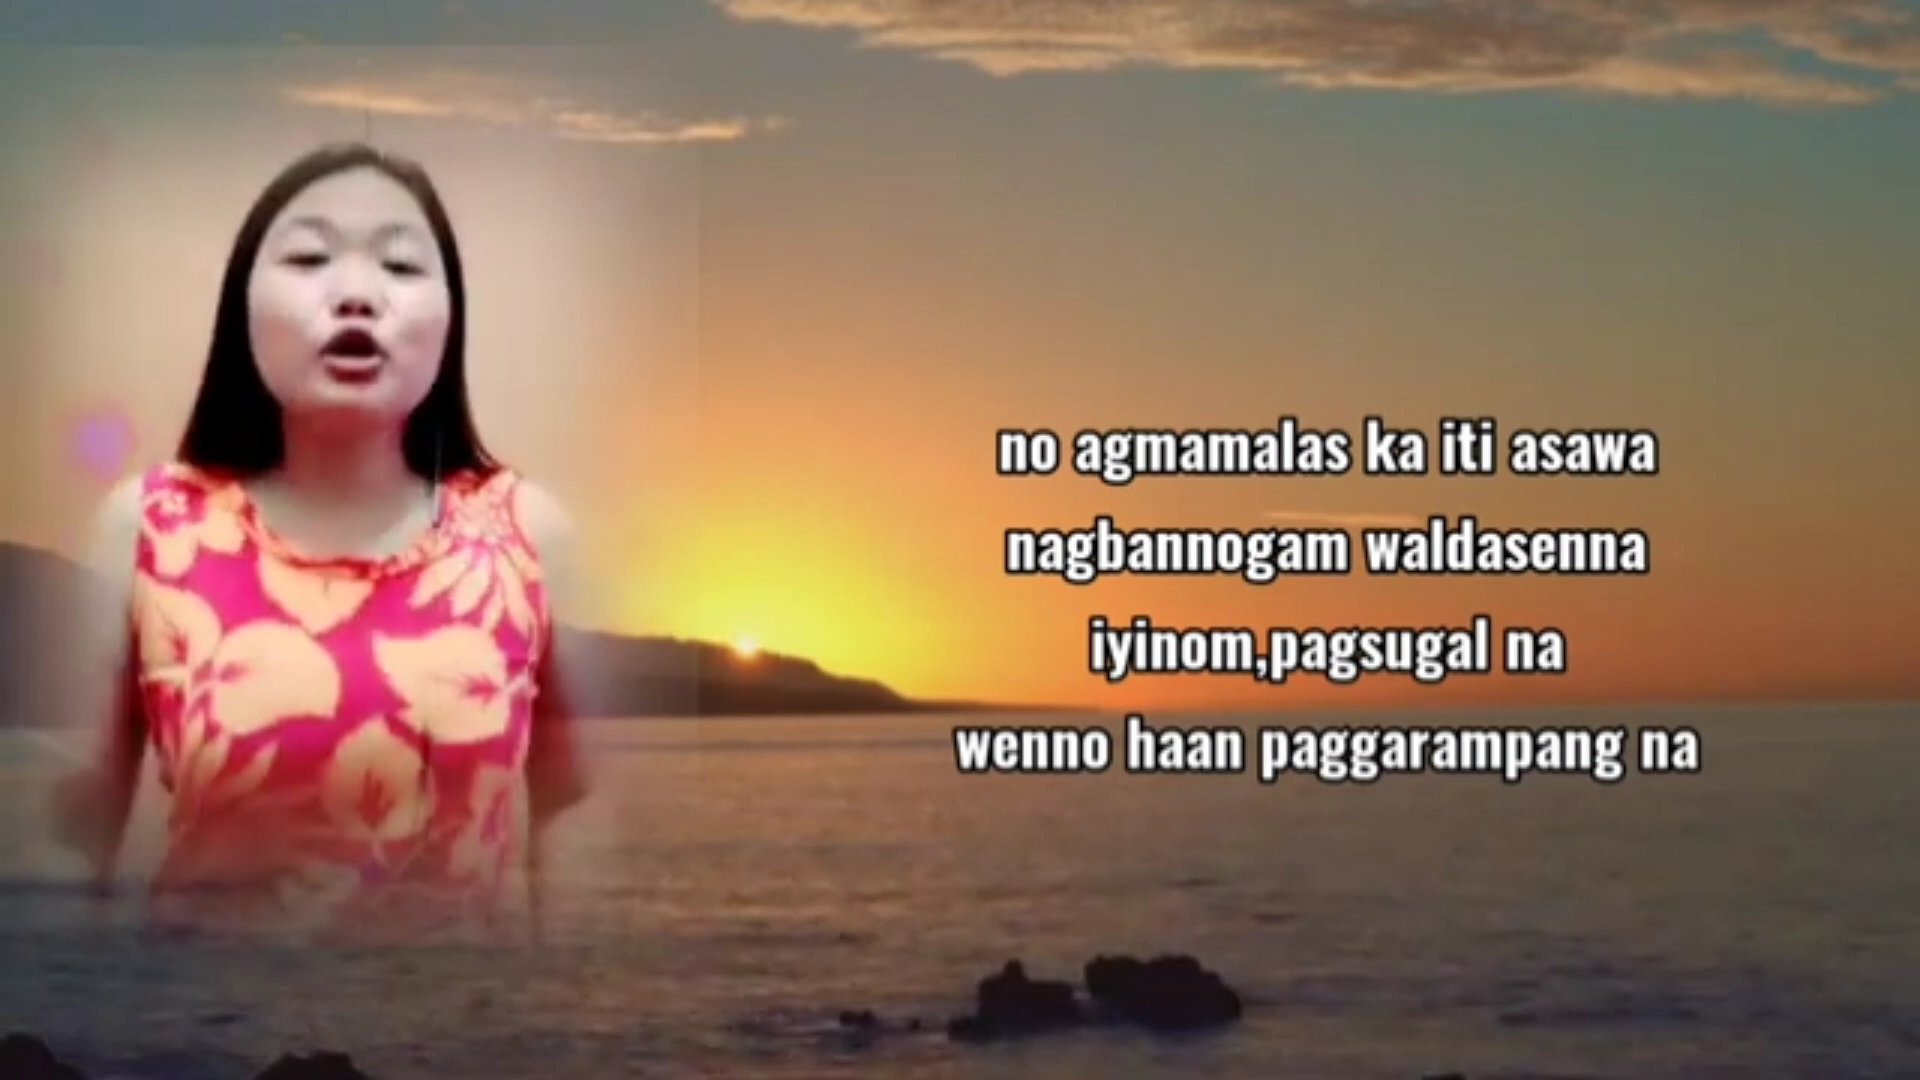 no agmamalas ka iti asawa
nagbannogam waldasenna
iyinom,pagsugal na
wenno haan paggarampang na